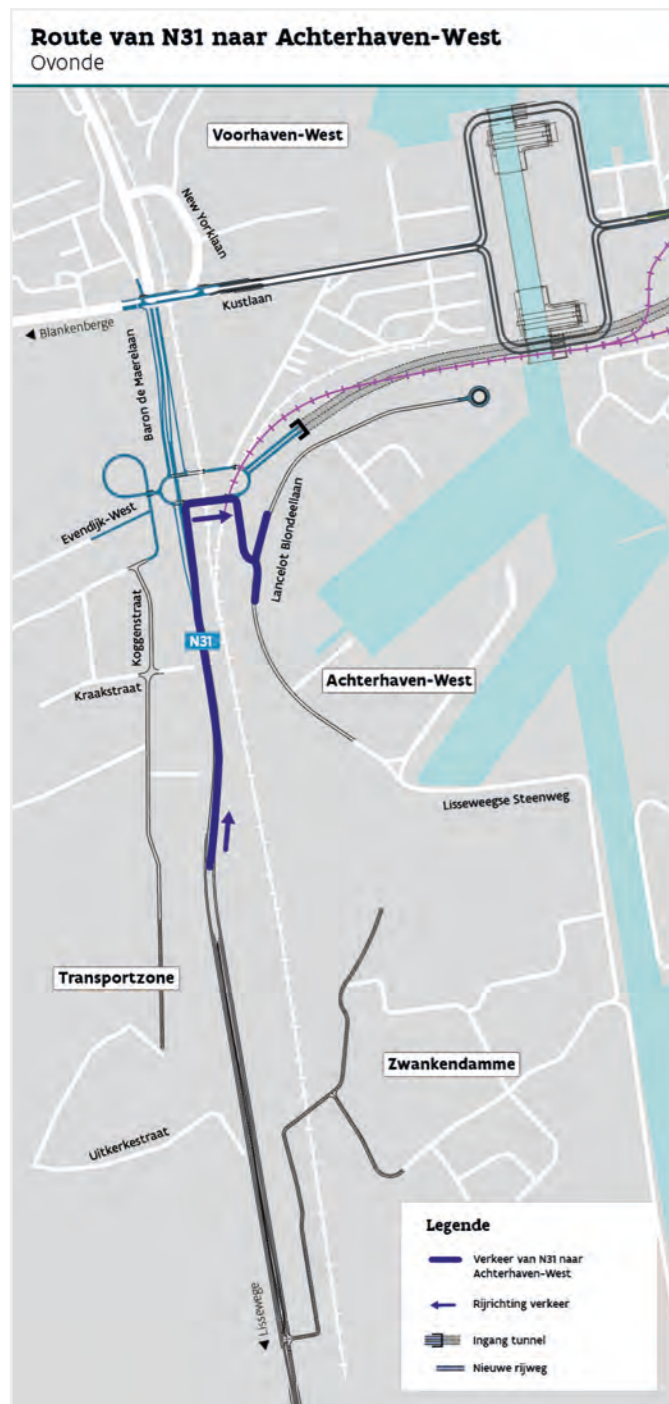 Route van N31 naar Achterhaven-West
Ovonde
Voorhaven-West
New Yorklaan
Kustlaan
Blankenberge
Baron de Maerelaan
Evendijk-West
Lancelot Blondeellaan
Koggenstraat
N31
Kraakstraat
Achterhaven-West
Lisseweegse Steenweg
Transportzone
Zwankendamme
Uitkerkestraat
Lissewege
Legende
Verkeer van N31 naar
Achterhaven-West
Rijrichting verkeer
Ingang tunnel
Nieuwe rijweg